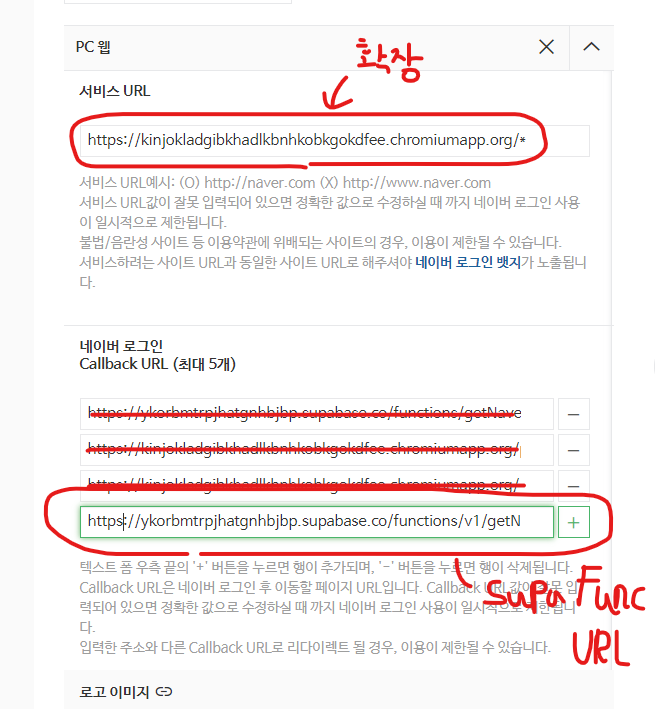 PC 웹
확장
서비스 URL
https://kinjokladgibkhadlkbnhkobkgokdfee.chromiumapp.org/*
서비스 URL예시: (O) http://naver.com (X) http://www.naver.com
서비스 URL값이 잘못 입력되어 있으면 정확한 값으로 수정하실 때 까지 네이버 로그인 사용
이 일시적으로 제한됩니다.
불법/음란성 사이트 등 이용약관에 위배되는 사이트의 경우, 이용이 제한될 수 있습니다.
서비스하려는 사이트 URL과 동일한 사이트 URL로 해주셔야 네이버 로그인 뱃지가 노출됩니
다.
네이버 로그인
Callback URL (최대 5개)
https://ykorbmtrpjhatgnhbjbp.supabase.co/functions/getNave
https://kinjokladgibkhadlkbnhkobkgokdfee.chromiumapp.org/
https://kinjokladgibkhadlkbnhkobkgokdfee.chromiumapp.org/
https://ykorbmtrpjhatgnhbjbp.supabase.co/functions/v1/getN
텍스트 폼 우측 끝의 '+' 버튼을 누르면 행이 추가되며, '-' 버튼을 누르면 행이 삭제됩니다.
Callback URL은 네이버 로그인 후 이동할 페이지 URL입니다. Callback URL값이 잘못 입
력되어 있으면 정확한 값으로 수정하실 때 까지 네이버 로그인 사용이 일시적으로 제한됩니
다.
입력한 주소와 다른 Callback URL로 리다이렉트 될 경우, 이용이 제한될 수 있습니다.
supa Func
URL
로고 이미지